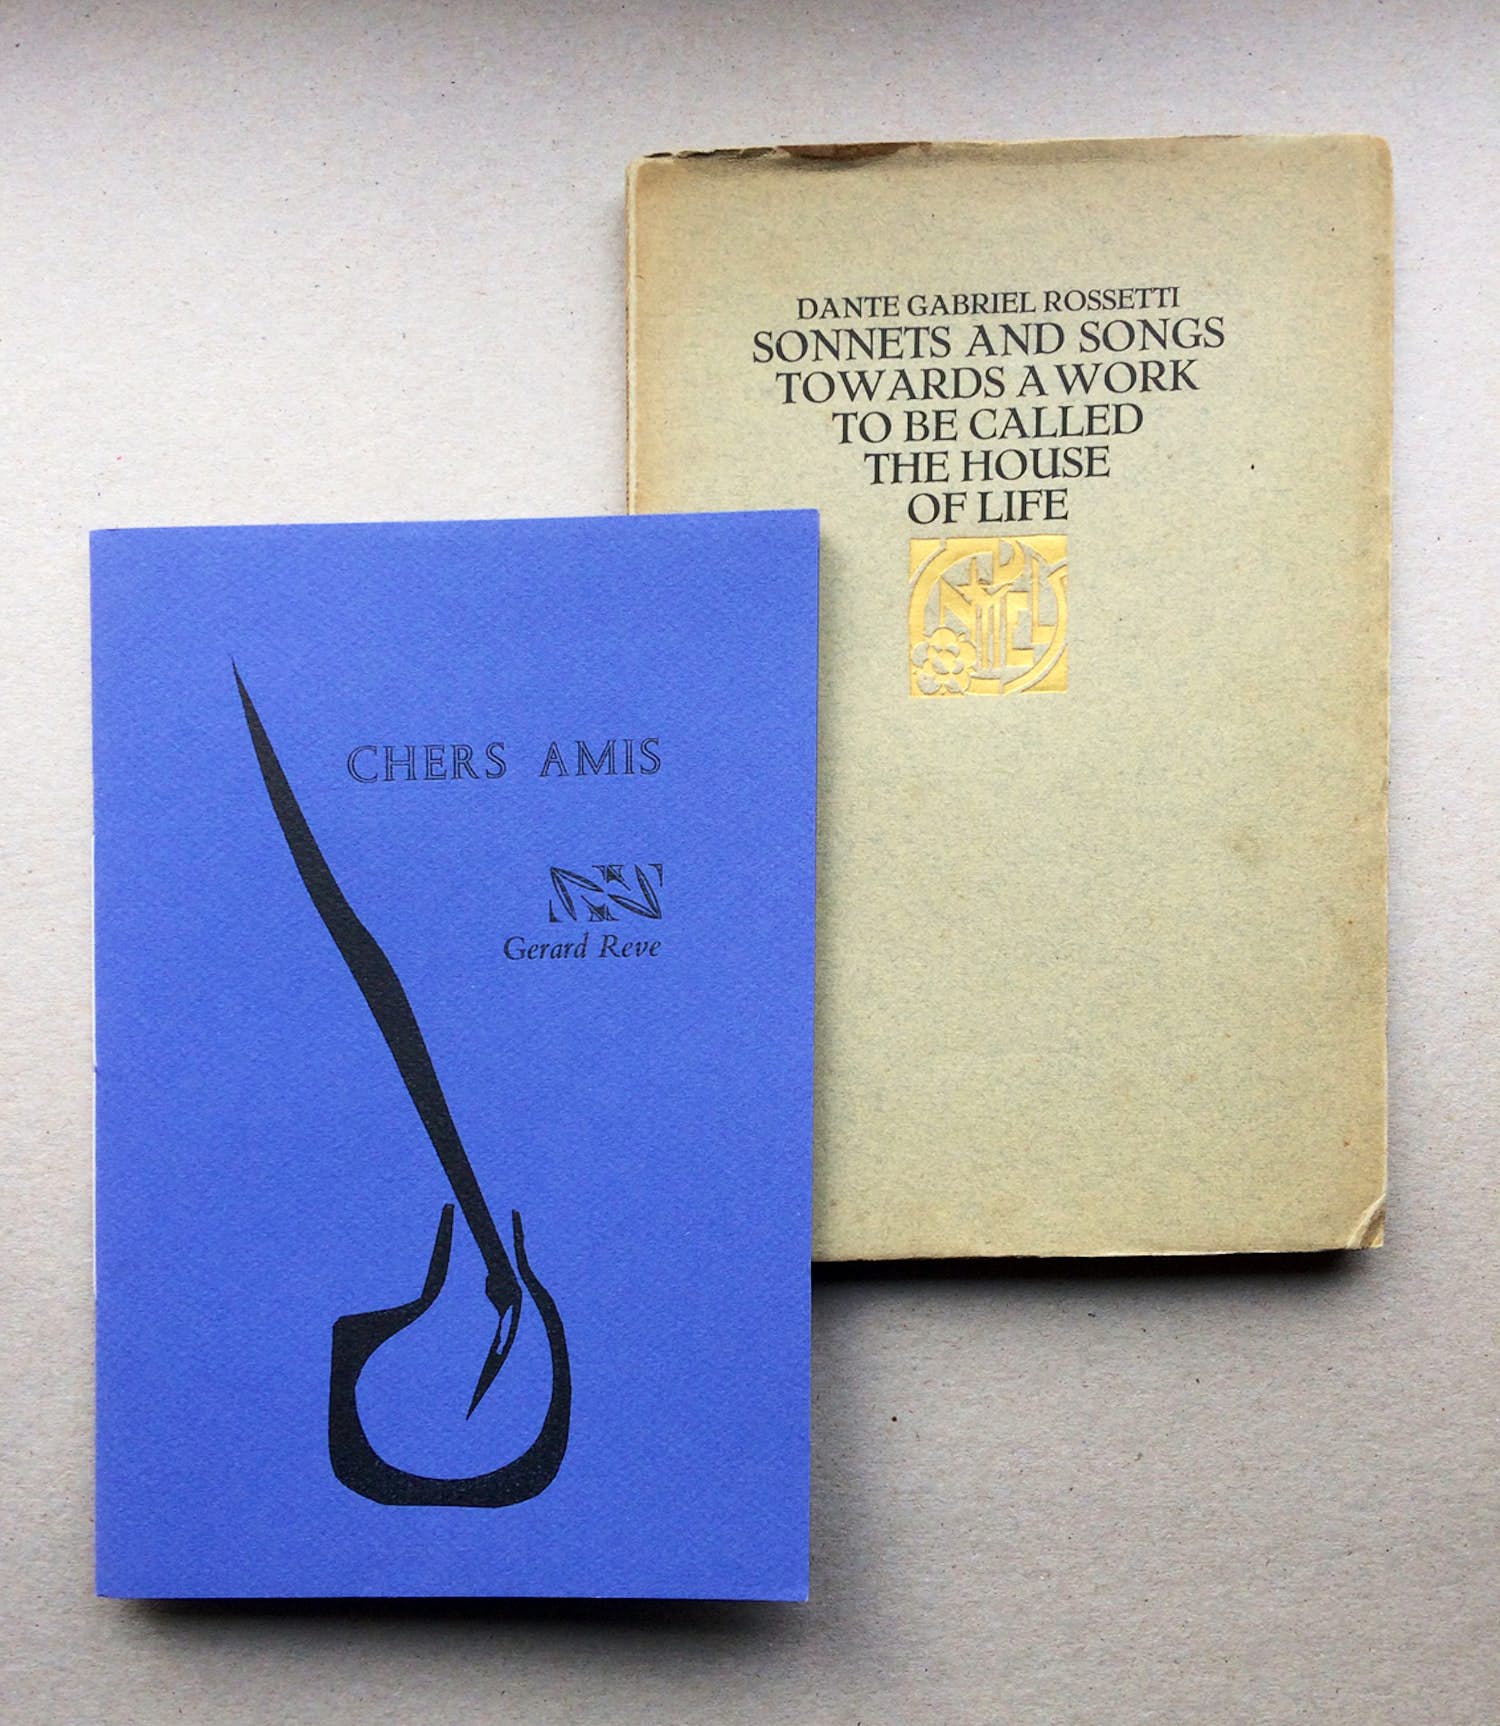 DANTE GABRIEL ROSSETTI
SONNETS AND SONGS
TOWARDS A WORK
TO BE CALLED
THE HOUSE
OF LIFE
CHERS AMIS
Gerard Reve